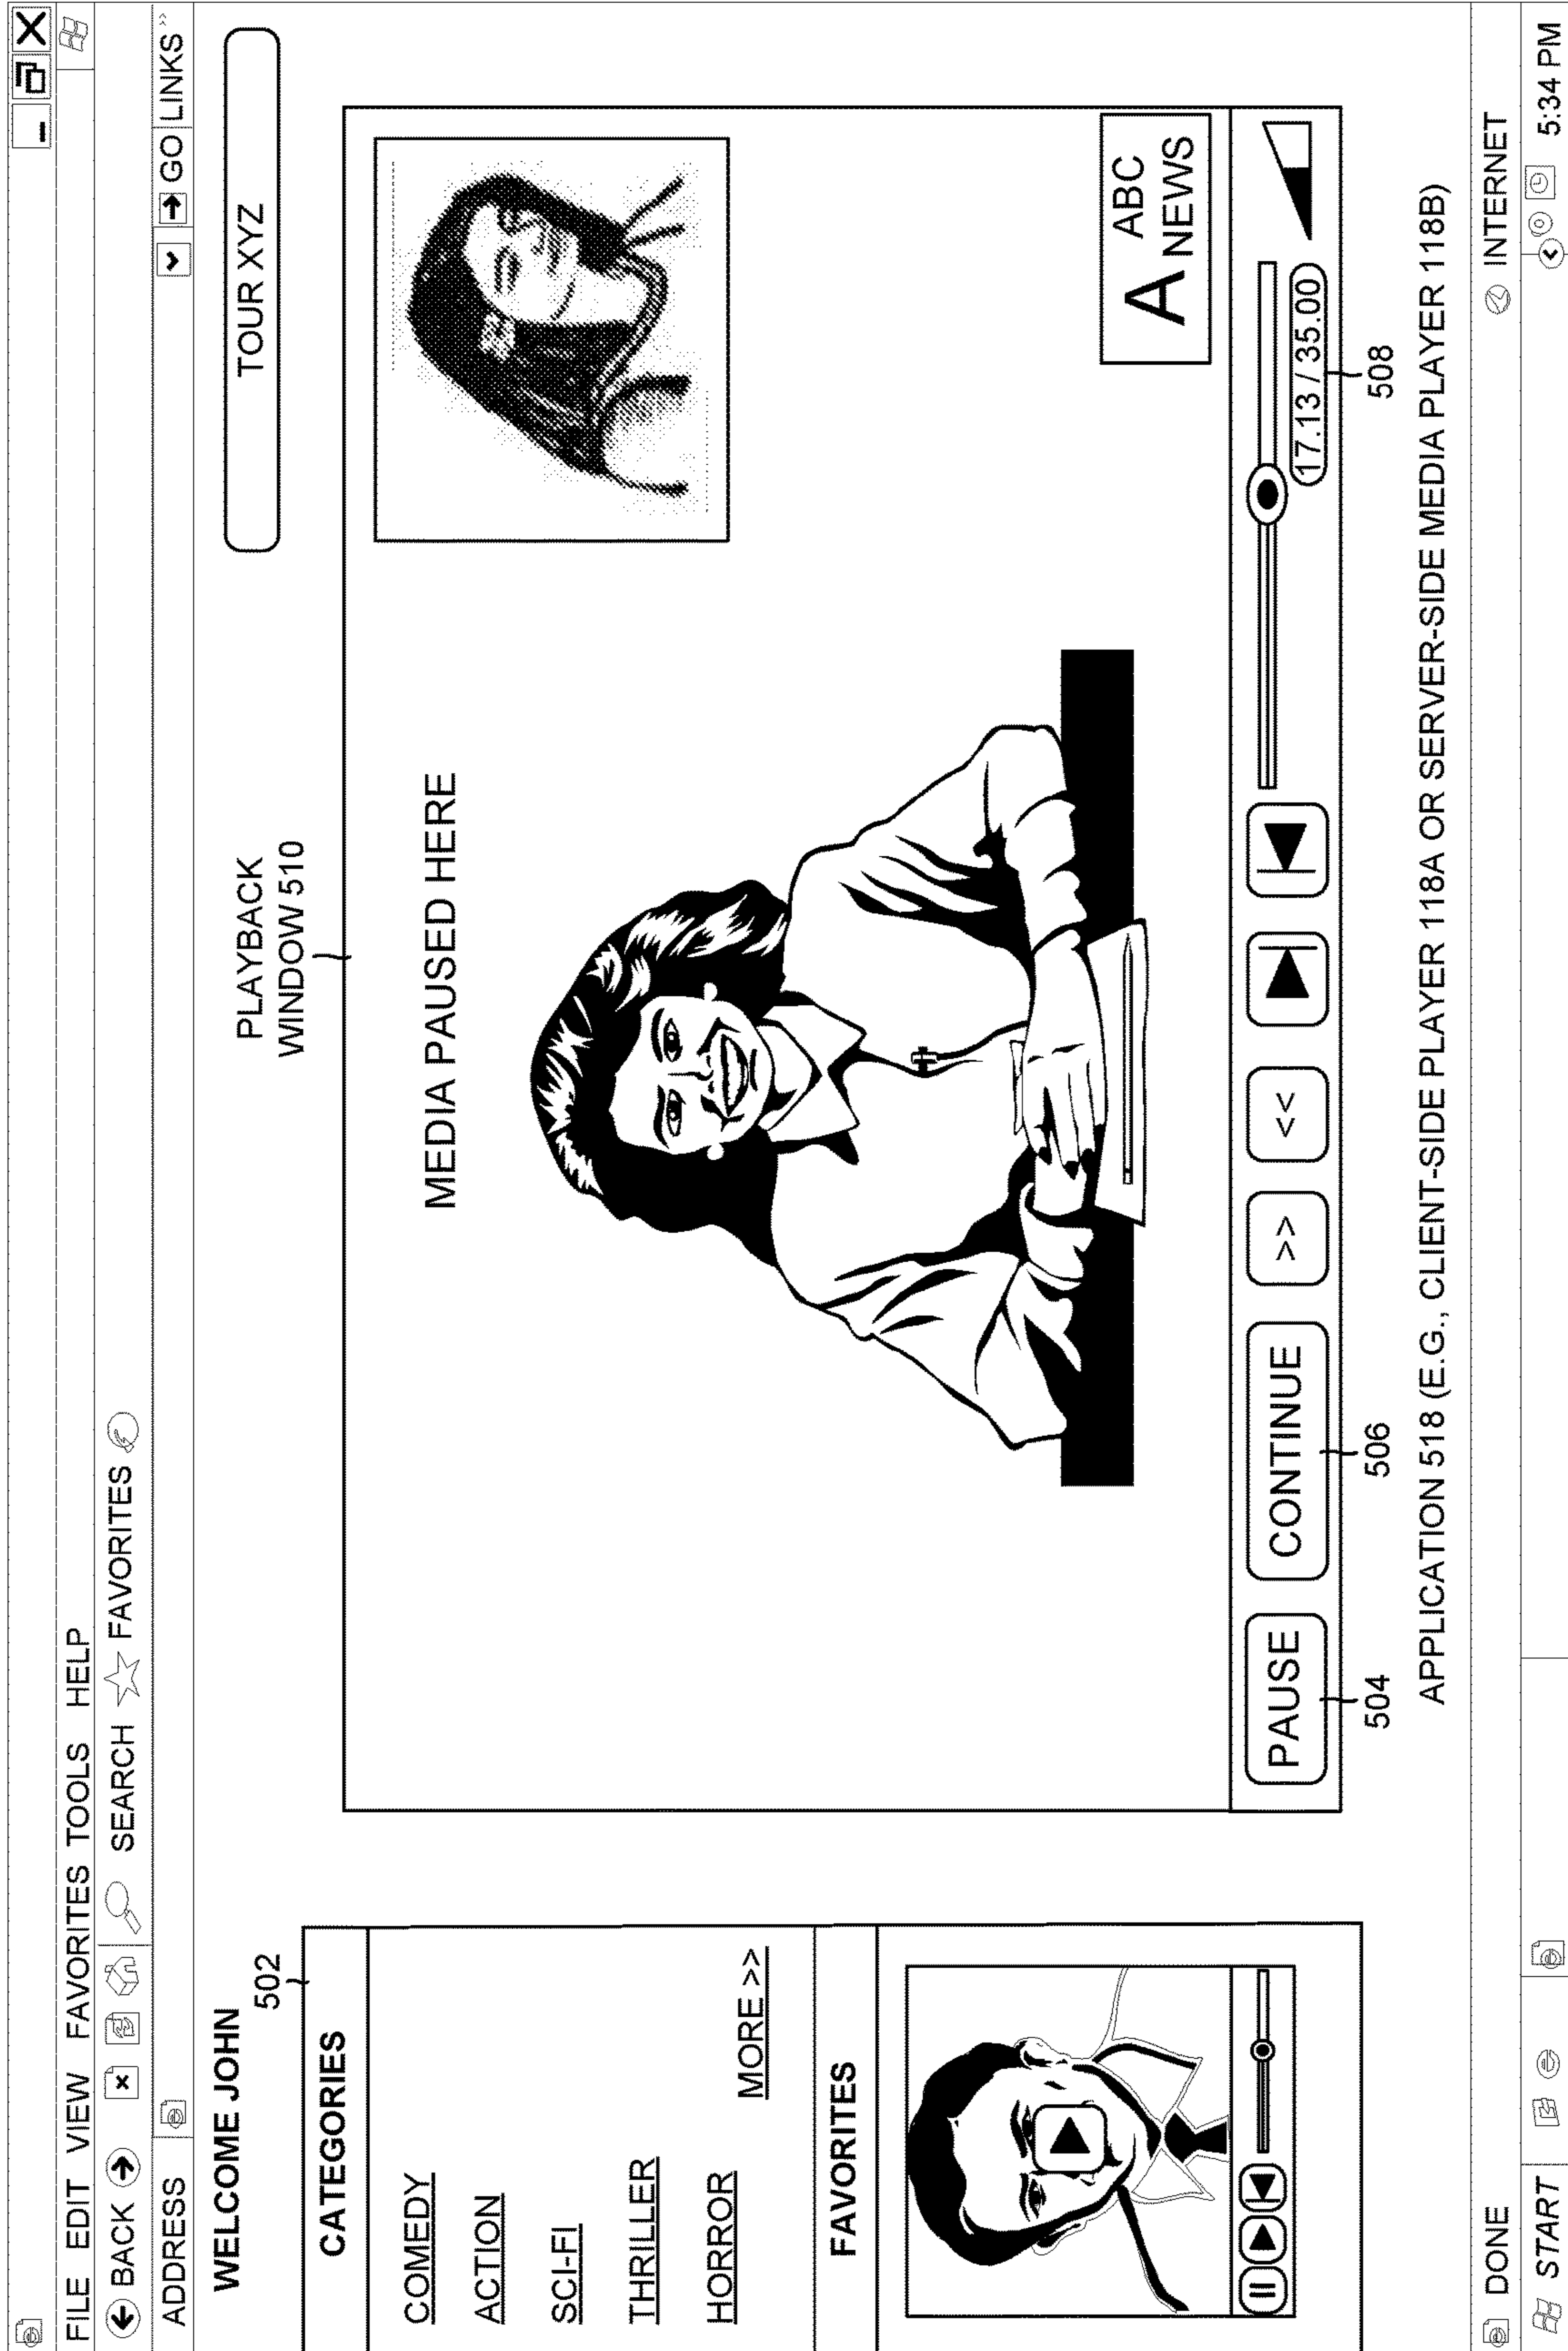 FILE EDIT VIEW FAVORITES TOOLS HELP
BACK SEARCH FAVORITES
ADDRESS GO LINKS >>
WELCOME JOHN
502
CATEGORIES
COMEDY
ACTION
SCI-FI
THRILLER
HORROR
MORE >>
FAVORITES
PLAYBACK
WINDOW 510
TOUR XYZ
MEDIA PAUSED HERE
A ABC
NEWS
PAUSE CONTINUE >> <<
17.13 / 35.00
504 506 508
APPLICATION 518 (E.G., CLIENT-SIDE PLAYER 118A OR SERVER-SIDE MEDIA PLAYER 118B)
DONE INTERNET
START 5:34 PM